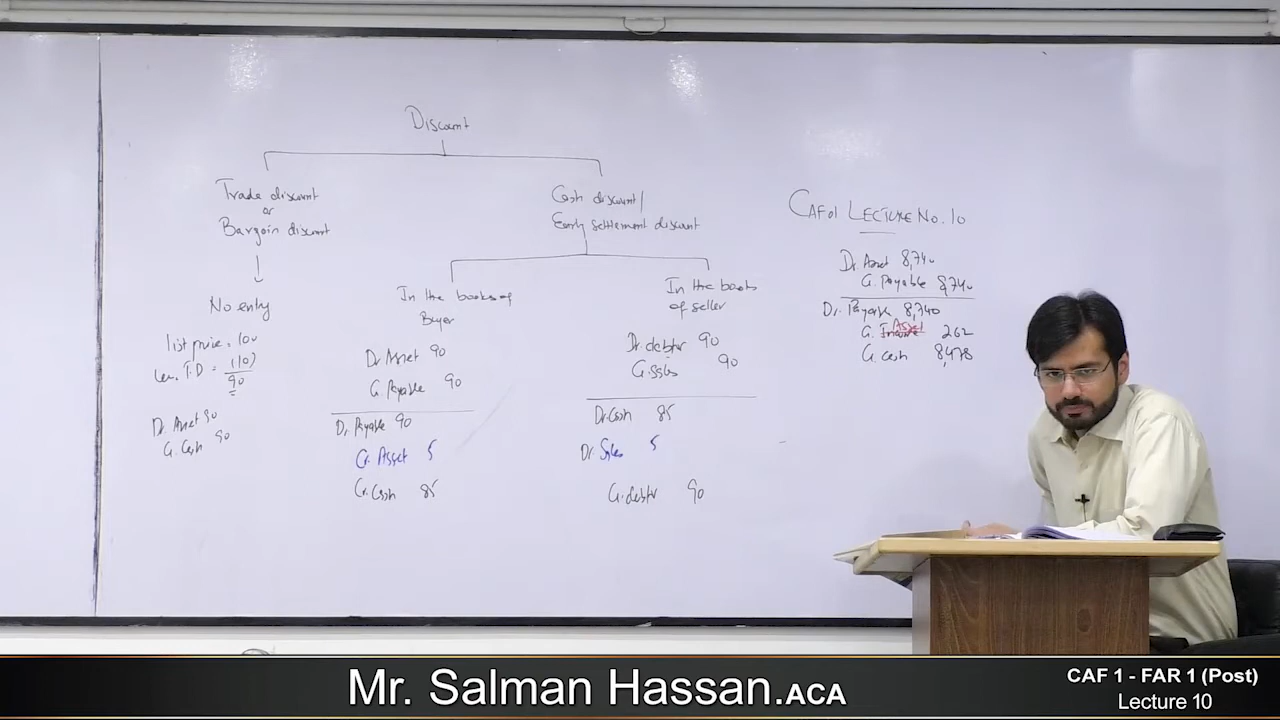 Discount
Trade discount
or
Bargain discount
No entry
list price = 100
Less. T.D = (10)
90
Dr. Asset 90
Cr. Cash 90
Cash discount/
Early settlement discount
In the books of
Buyer
Dr. Asset 90
Cr. Payable 90
Dr. Payable 90
Cr. Asset 5
Cr. Cash 85
In the books
of seller
Dr. debtor 90
Cr. Sales 90
Dr. Cash 85
Dr. Sales 5
Cr. debtor 90
CAF01 LECTURE NO. 10
Dr. Asset 8,740
Cr. Payable 8,740
Dr. Payable 8,740
Cr. Asset 262
Cr. Cash 8,478
Mr. Salman Hassan.ACA
CAF 1 - FAR 1 (Post)
Lecture 10